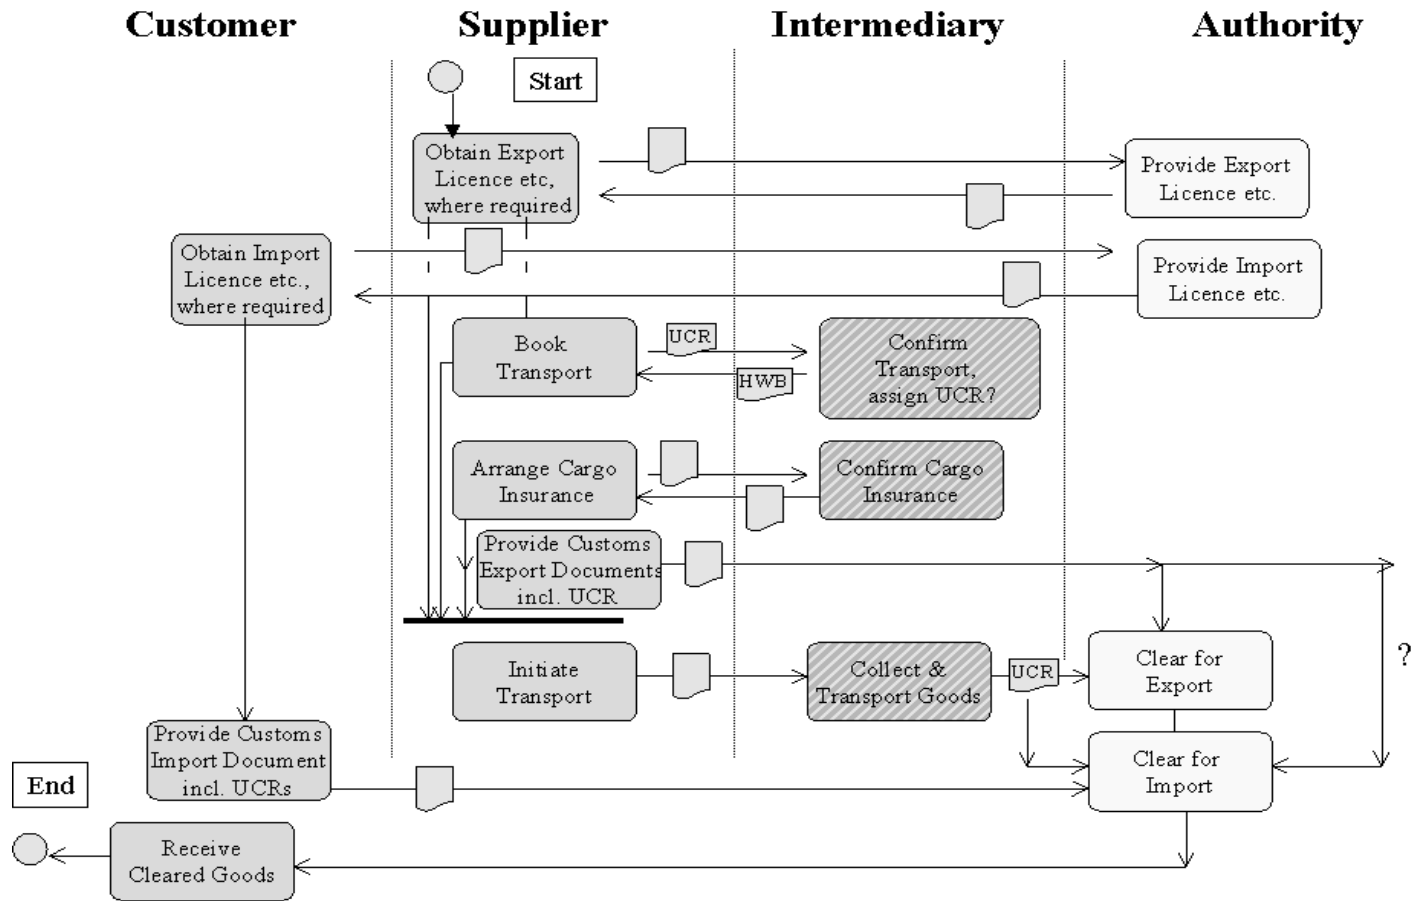 Customer
Supplier
Intermediary
Authority
Start
Obtain Export
Licence etc,
where required
Provide Export
Licence etc.
Obtain Import
Licence etc.,
where required
Provide Import
Licence etc.
Book
Transport
UCR
HWB
Confirm
Transport,
assign UCR?
Arrange Cargo
Insurance
Confirm Cargo
Insurance
Provide Customs
Export Documents
incl. UCR
Initiate
Transport
Collect &
Transport Goods
UCR
Clear for
Export
?
Provide Customs
Import Document
incl. UCRs
Clear for
Import
End
Receive
Cleared Goods